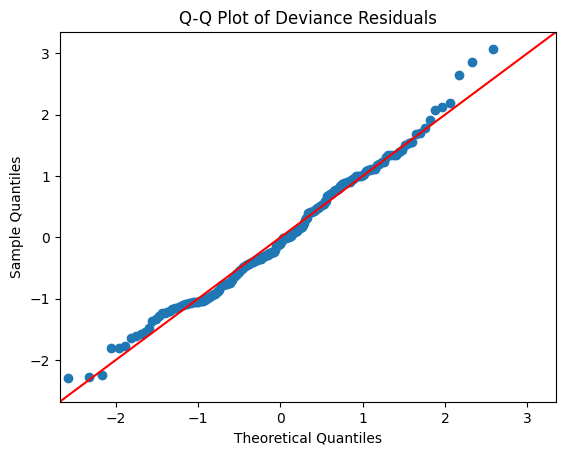 Q-Q Plot of Deviance Residuals
Sample Quantiles
3
2
1
0
−1
−2
−2 −1 0 1 2 3
Theoretical Quantiles